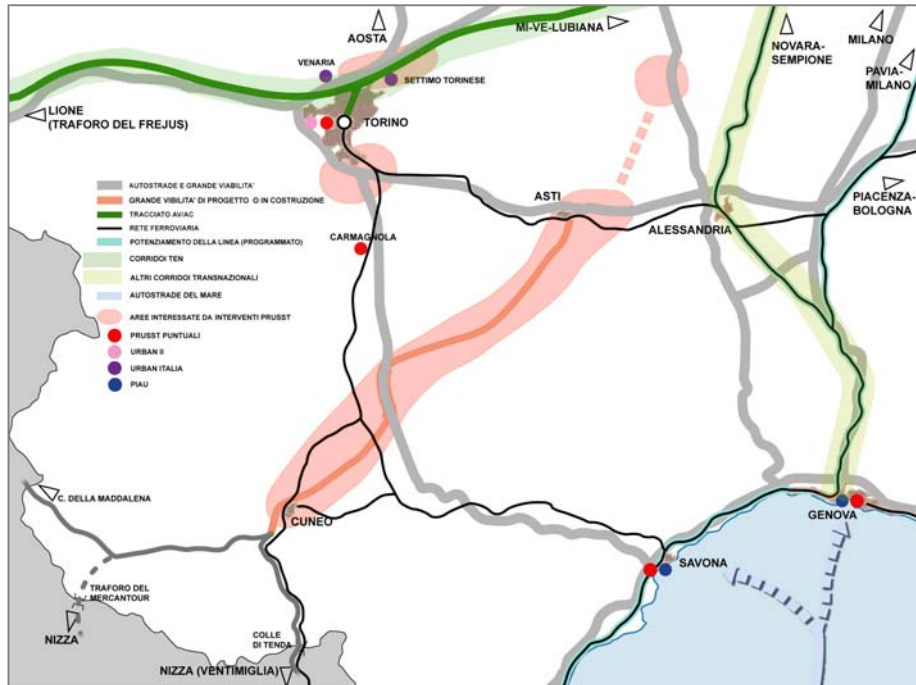 AOSTA
MI-VE-LUBIANA
NOVARA-
SEMPIONE
MILANO
PAVIA-
MILANO
VENARIA
SETTIMO TORINESE
LIONE
(TRAFORO DEL FREJUS)
TORINO
AUTOSTRADE E GRANDE VIABILITA'
GRANDE VIBILITA' DI PROGETTO O IN COSTRUZIONE
TRACCIATO AV/AC
RETE FERROVIARIA
POTENZIAMENTO DELLA LINEA (PROGRAMMATO)
CORRIDOI TEN
ALTRI CORRIDOI TRANSNAZIONALI
AUTOSTRADE DEL MARE
AREE INTERESSATE DA INTERVENTI PRUSST
PRUSST PUNTUALI
URBAN II
URBAN ITALIA
PIAU
ASTI
PIACENZA-
BOLOGNA
ALESSANDRIA
CARMAGNOLA
C. DELLA MADDALENA
CUNEO
GENOVA
SAVONA
TRAFORO DEL
MERCANTOUR
NIZZA
COLLE
DI TENDA
NIZZA (VENTIMIGLIA)